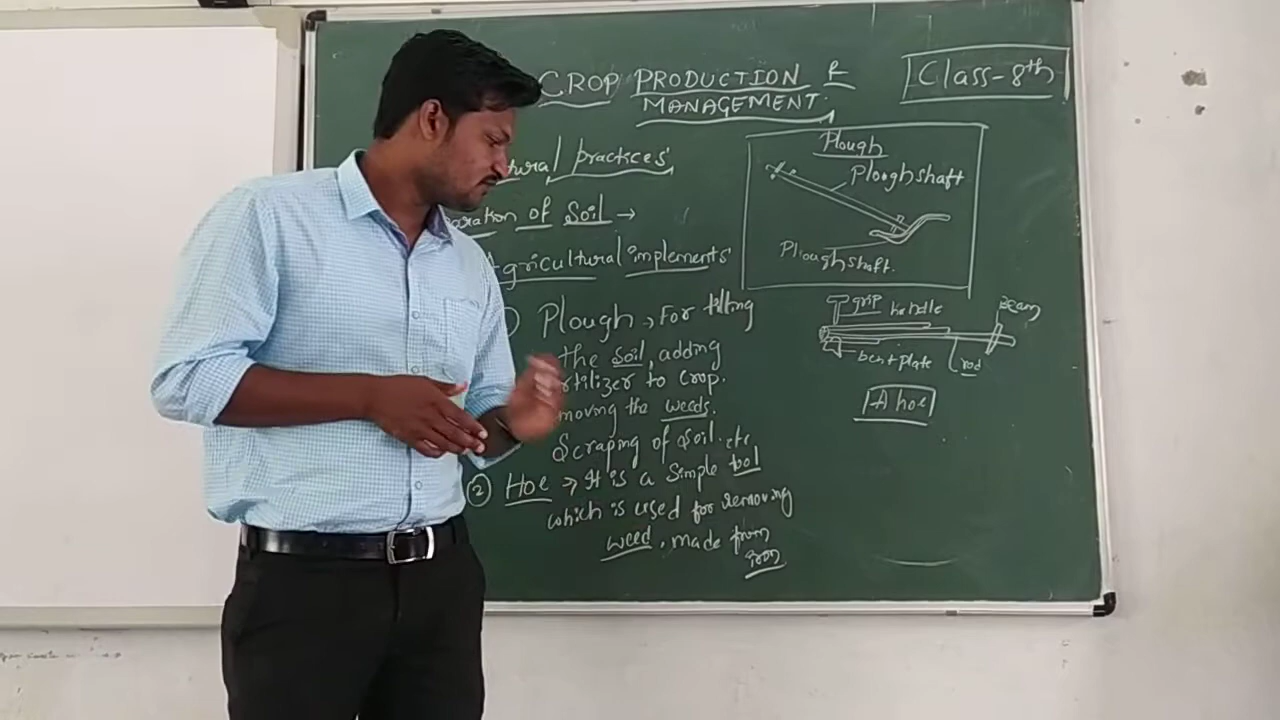 CROP PRODUCTION &
MANAGEMENT.
Class-8th
tural practices'
paration of Soil →
Agricultural implements'
) Plough → For tilling
the soil, adding
rtilizer to crop.
moving the weeds.
Scraping of soil. etc
② Hoe → It is a simple tool
which is used for removing
weed, made from
iron
Plough
Ploughshaft
Ploughshaft.
grip
handle
Beam
bent plate
rod
A hoe